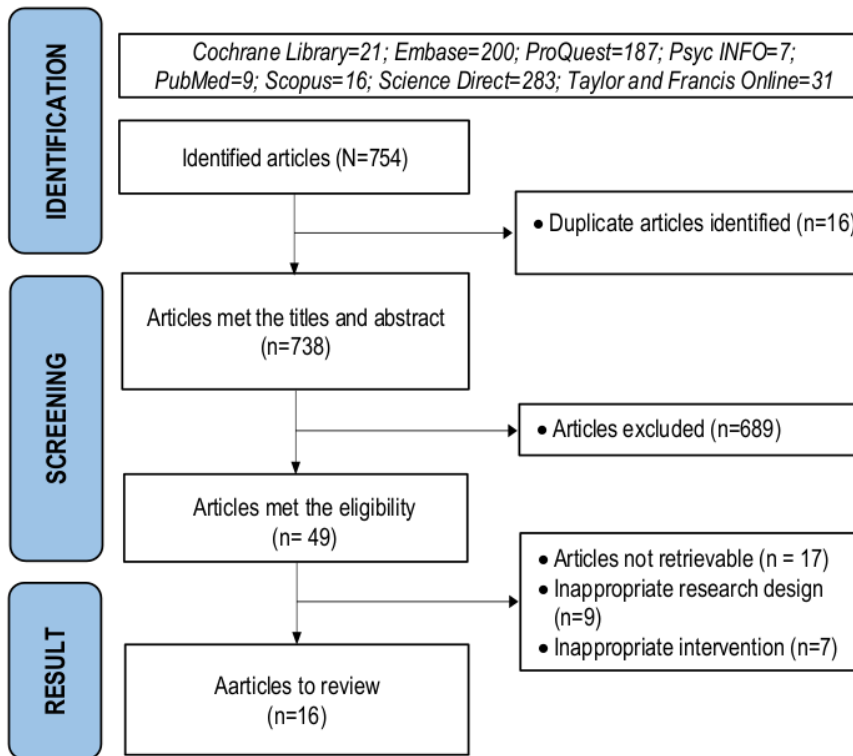 IDENTIFICATION
Cochrane Library=21; Embase=200; ProQuest=187; Psyc INFO=7;
PubMed=9; Scopus=16; Science Direct=283; Taylor and Francis Online=31
Identified articles (N=754)
• Duplicate articles identified (n=16)
SCREENING
Articles met the titles and abstract
(n=738)
• Articles excluded (n=689)
Articles met the eligibility
(n= 49)
• Articles not retrievable (n = 17)
• Inappropriate research design
(n=9)
• Inappropriate intervention (n=7)
RESULT
Aarticles to review
(n=16)